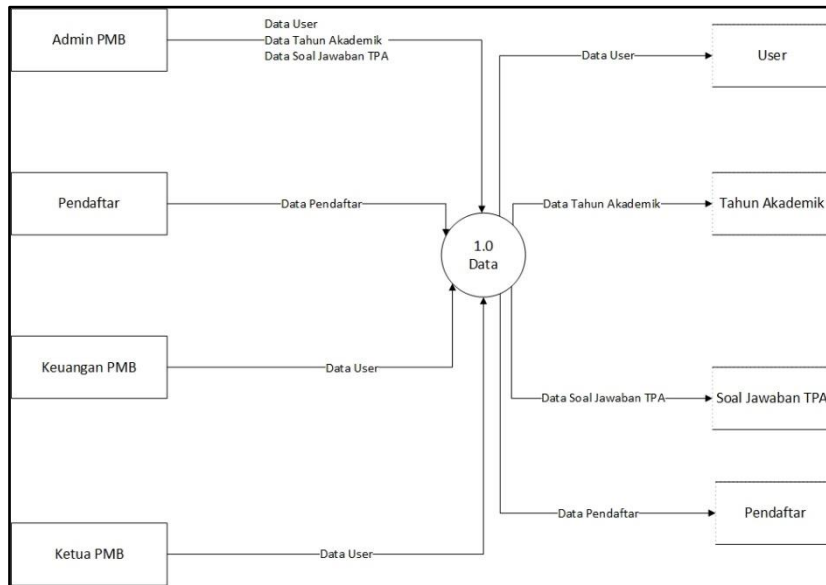 Admin PMB
Data User
Data Tahun Akademik
Data Soal Jawaban TPA
Data User
User
Pendaftar
Data Pendaftar
Data Tahun Akademik
Tahun Akademik
1.0
Data
Keuangan PMB
Data User
Data Soal Jawaban TPA
Soal Jawaban TPA
Data Pendaftar
Pendaftar
Ketua PMB
Data User